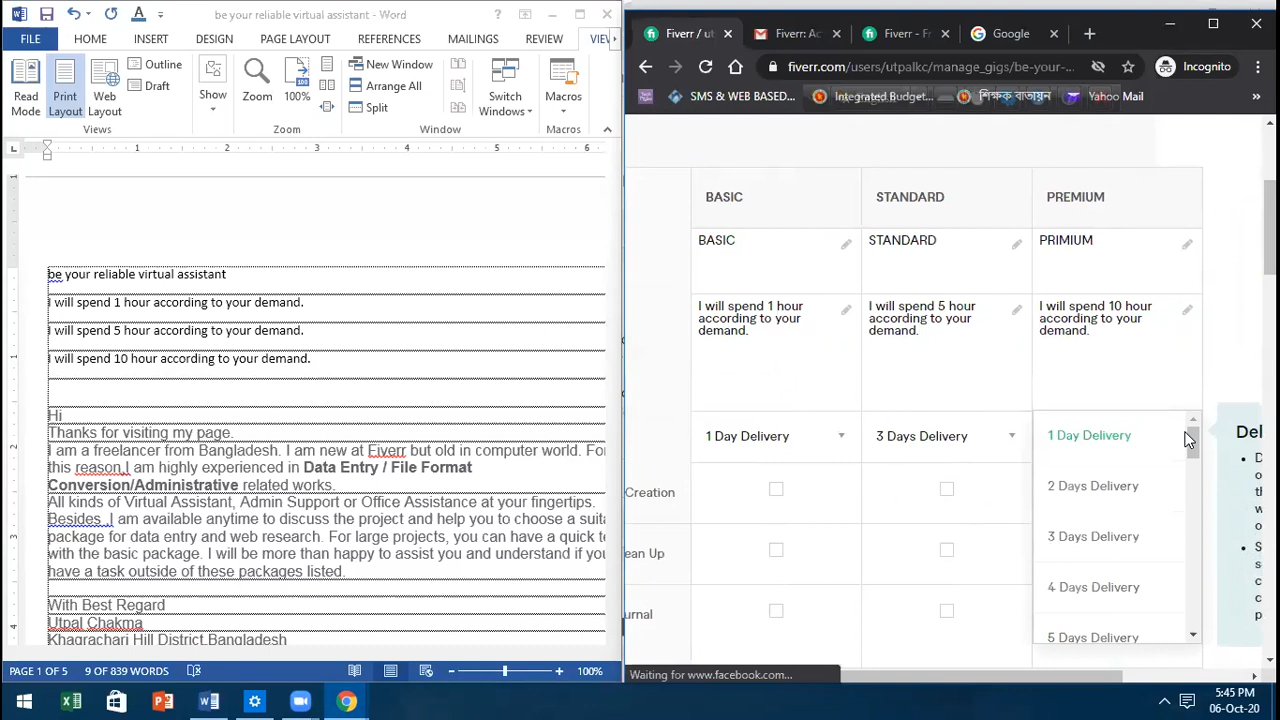 be your reliable virtual assistant - Word
FILE HOME INSERT DESIGN PAGE LAYOUT REFERENCES MAILINGS REVIEW
Read Mode
Print Layout
Web Layout
Outline
Draft
Views
Show
Zoom
100%
Zoom
New Window
Arrange All
Split
Switch Windows
Window
Macros
Macros
be your reliable virtual assistant
I will spend 1 hour according to your demand.
I will spend 5 hour according to your demand.
I will spend 10 hour according to your demand.
Hi
Thanks for visiting my page.
I am a freelancer from Bangladesh. I am new at Fiverr but old in computer world. For
this reason,I am highly experienced in Data Entry / File Format
Conversion/Administrative related works.
All kinds of Virtual Assistant, Admin Support or Office Assistance at your fingertips.
Besides ,I am available anytime to discuss the project and help you to choose a suita
package for data entry and web research. For large projects, you can have a quick t
with the basic package. I will be more than happy to assist you and understand if you
have a task outside of these packages listed.
With Best Regard
Utpal Chakma
Khagrachari Hill District,Bangladesh
PAGE 1 OF 5 9 OF 839 WORDS 100%
Fiverr / ut Fiverr: Ac Fiverr - Fr Google
fiverr.com/users/utpalkc/manage_gigs/be-your-... Incognito
SMS & WEB BASED... Integrated Budget... শিক্ষক বাতায়ন Yahoo Mail
BASIC STANDARD PREMIUM
BASIC STANDARD PRIMIUM
I will spend 1 hour according to your demand.
I will spend 5 hour according to your demand.
I will spend 10 hour according to your demand.
1 Day Delivery 3 Days Delivery 1 Day Delivery
2 Days Delivery
3 Days Delivery
4 Days Delivery
5 Days Delivery
Creation
ean Up
urnal
Del
Waiting for www.facebook.com...
5:45 PM
06-Oct-20